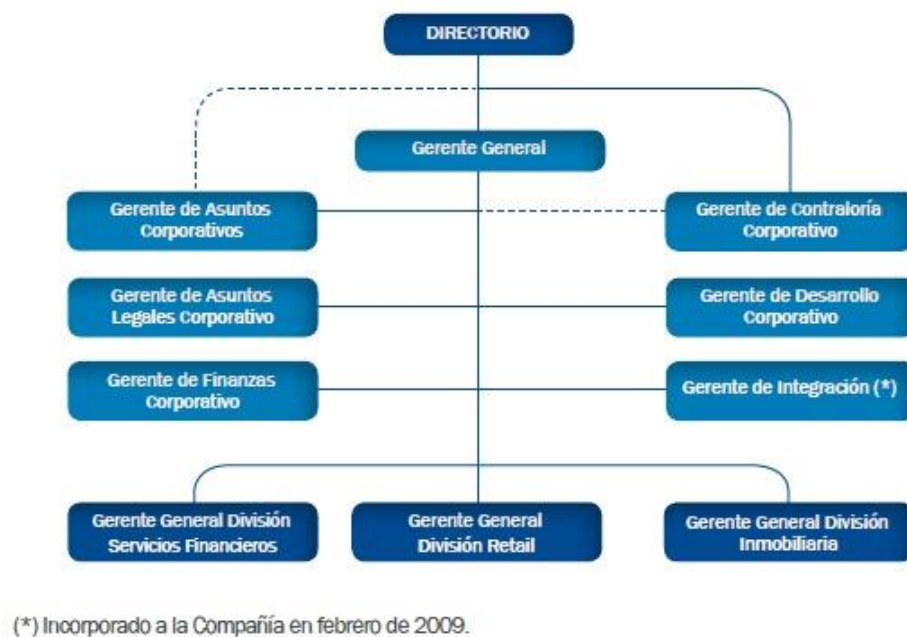 DIRECTORIO
Gerente General
Gerente de Asuntos
Corporativos
Gerente de Contraloría
Corporativo
Gerente de Asuntos
Legales Corporativo
Gerente de Desarrollo
Corporativo
Gerente de Finanzas
Corporativo
Gerente de Integración (*)
Gerente General División
Servicios Financieros
Gerente General
División Retail
Gerente General División
Inmobiliaria
(*) Incorporado a la Compañía en febrero de 2009.